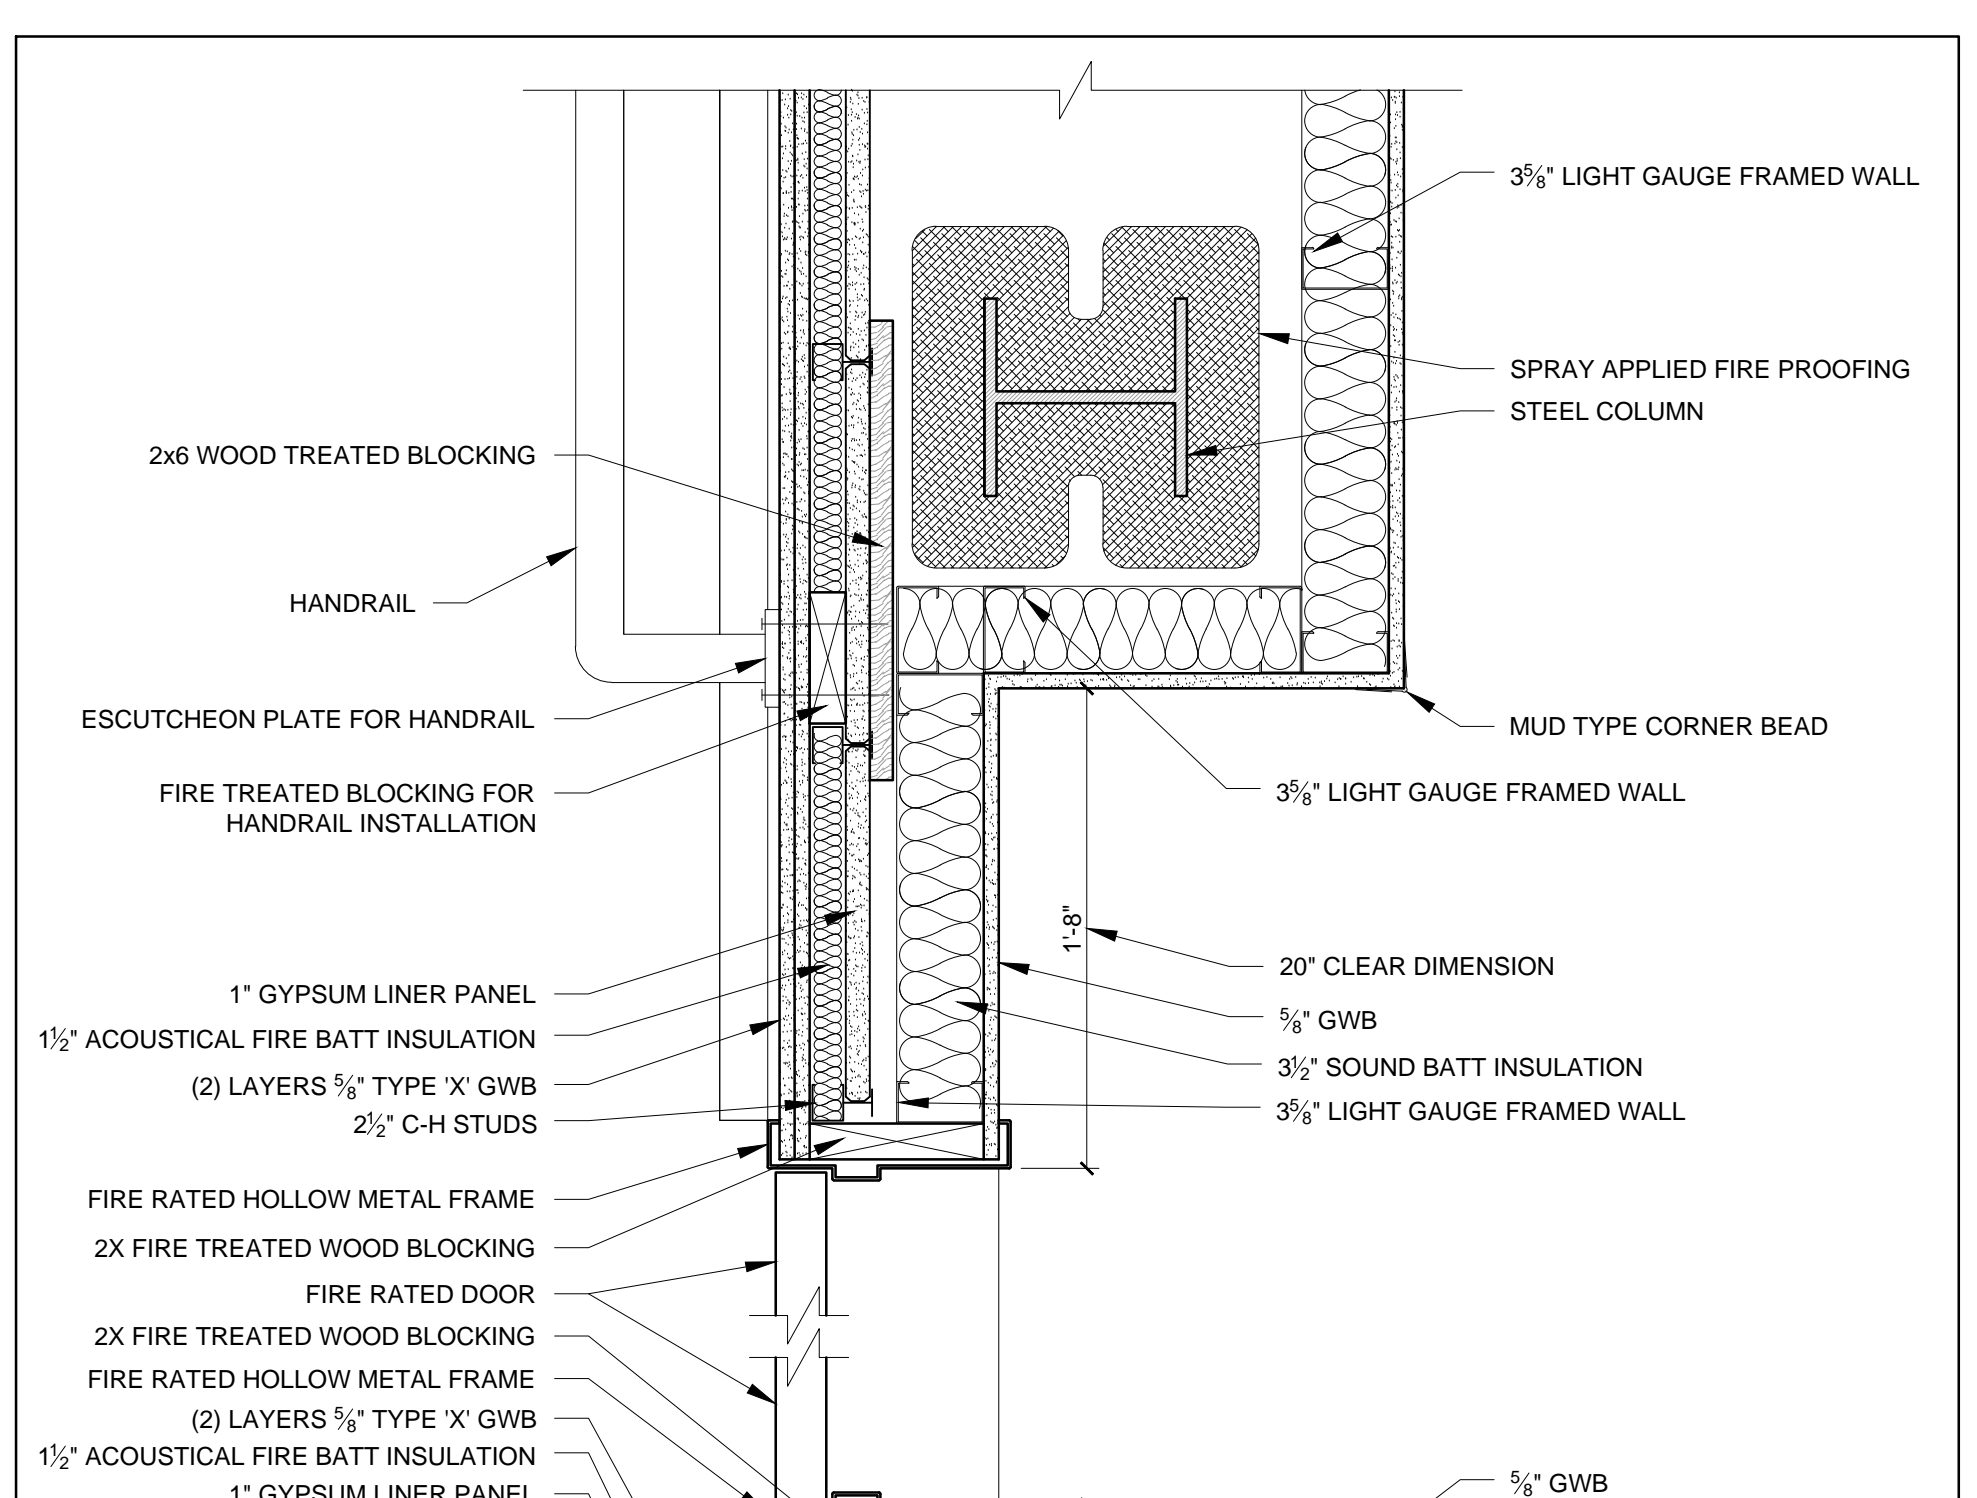 3⅝" LIGHT GAUGE FRAMED WALL
SPRAY APPLIED FIRE PROOFING
STEEL COLUMN
2x6 WOOD TREATED BLOCKING
HANDRAIL
ESCUTCHEON PLATE FOR HANDRAIL
MUD TYPE CORNER BEAD
FIRE TREATED BLOCKING FOR
HANDRAIL INSTALLATION
3⅝" LIGHT GAUGE FRAMED WALL
1'-8"
20" CLEAR DIMENSION
1" GYPSUM LINER PANEL
⅝" GWB
1½" ACOUSTICAL FIRE BATT INSULATION
3½" SOUND BATT INSULATION
(2) LAYERS ⅝" TYPE 'X' GWB
3⅝" LIGHT GAUGE FRAMED WALL
2½" C-H STUDS
FIRE RATED HOLLOW METAL FRAME
2X FIRE TREATED WOOD BLOCKING
FIRE RATED DOOR
2X FIRE TREATED WOOD BLOCKING
FIRE RATED HOLLOW METAL FRAME
(2) LAYERS ⅝" TYPE 'X' GWB
1½" ACOUSTICAL FIRE BATT INSULATION
⅝" GWB
1" GYPSUM LINER PANEL